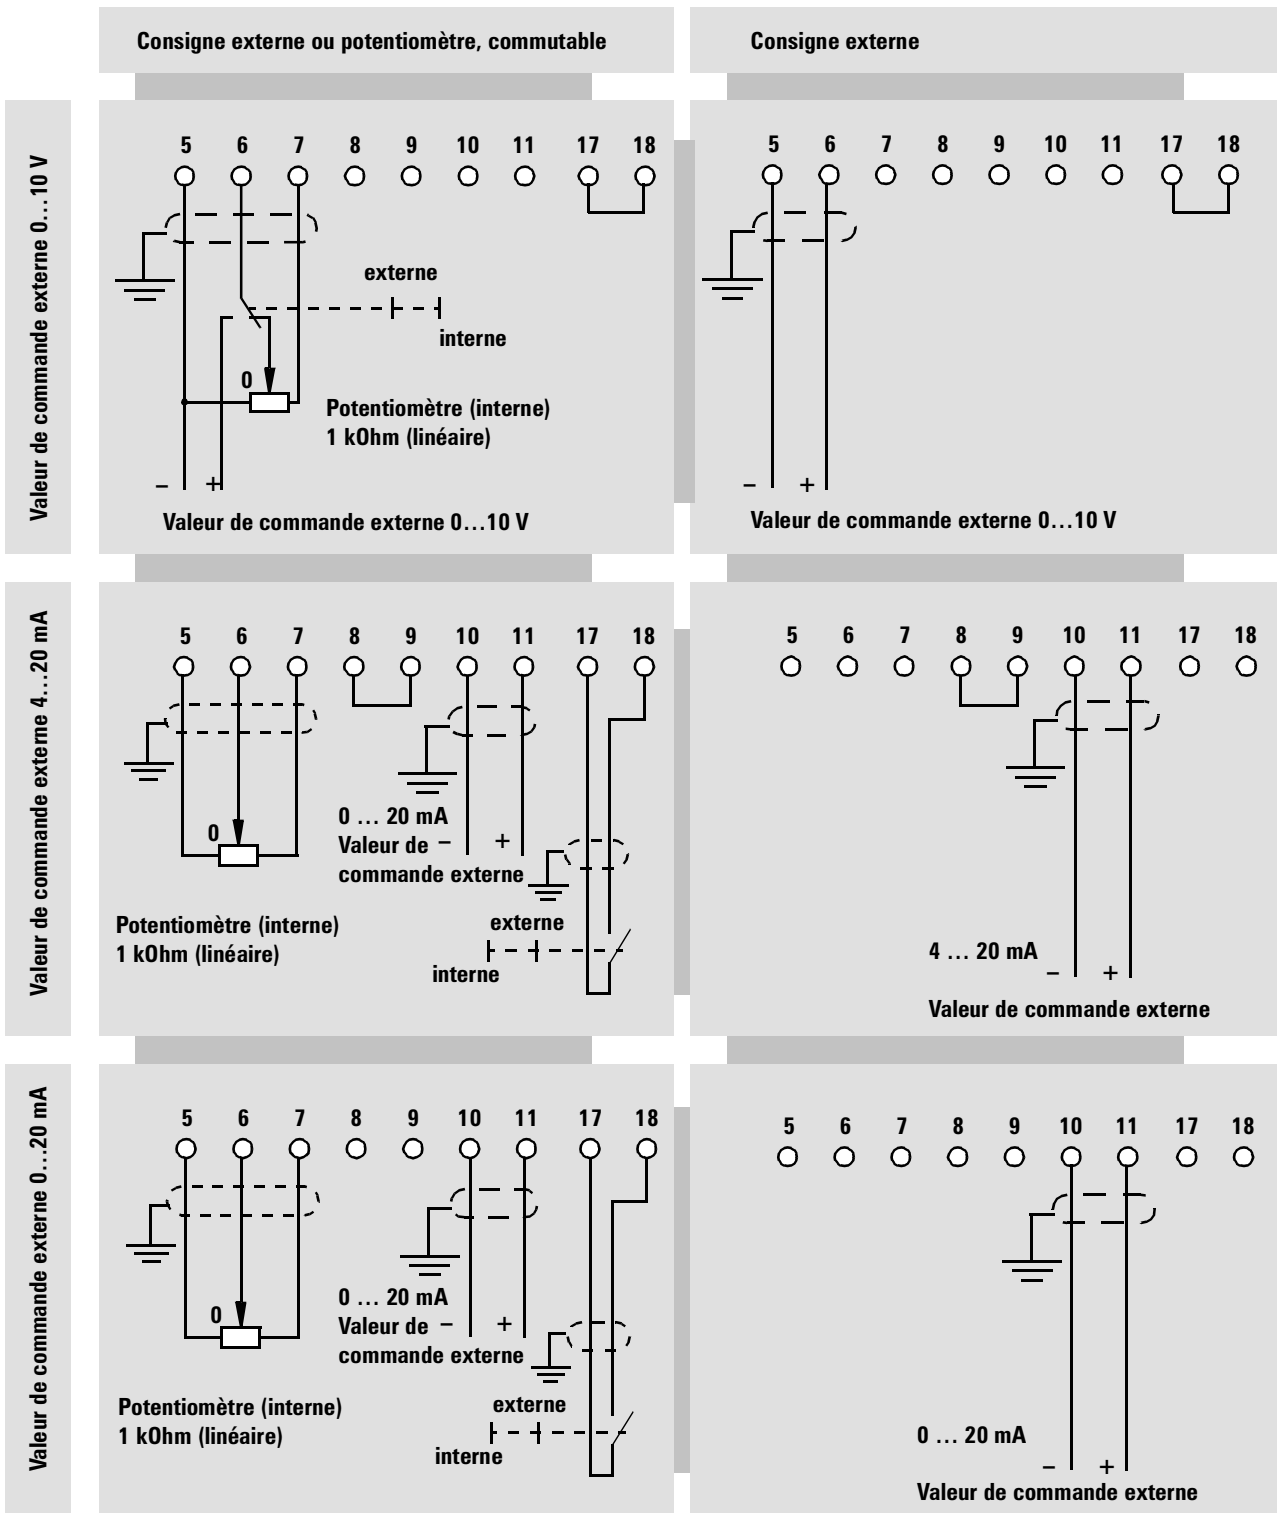 Consigne externe ou potentiomètre, commutable
Consigne externe
Valeur de commande externe 0...10 V
5 6 7 8 9 10 11 17 18
externe
interne
0
Potentiomètre (interne)
1 kOhm (linéaire)
– +
Valeur de commande externe 0...10 V
5 6 7 8 9 10 11 17 18
– +
Valeur de commande externe 0...10 V
Valeur de commande externe 4...20 mA
5 6 7 8 9 10 11 17 18
0
0 ... 20 mA
Valeur de – +
commande externe
Potentiomètre (interne)
1 kOhm (linéaire)
externe
interne
5 6 7 8 9 10 11 17 18
4 ... 20 mA
– +
Valeur de commande externe
Valeur de commande externe 0...20 mA
5 6 7 8 9 10 11 17 18
0
0 ... 20 mA
Valeur de – +
commande externe
Potentiomètre (interne)
1 kOhm (linéaire)
externe
interne
5 6 7 8 9 10 11 17 18
0 ... 20 mA
– +
Valeur de commande externe